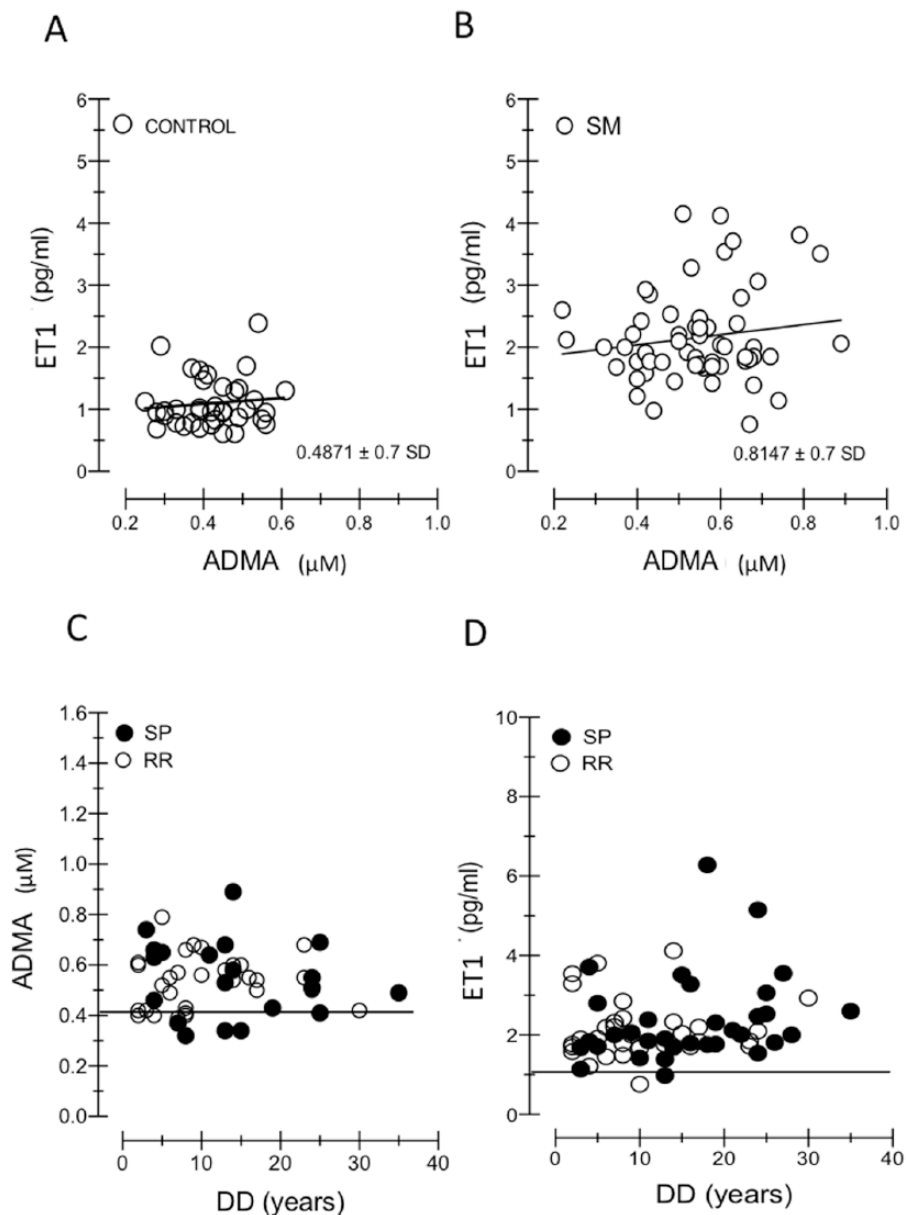 A
B
6
5
4
3
2
1
0
ET1 (pg/ml)
CONTROL
0.4871 ± 0.7 SD
0.2 0.4 0.6 0.8 1.0
ADMA (μM)
6
5
4
3
2
1
0
ET1 (pg/ml)
SM
0.8147 ± 0.7 SD
0.2 0.4 0.6 0.8 1.0
ADMA (μM)
C
D
1.6
1.4
1.2
1.0
0.8
0.6
0.4
0.2
0.0
ADMA (μM)
SP
RR
0 10 20 30 40
DD (years)
10
8
6
4
2
0
ET1 (pg/ml)
SP
RR
0 10 20 30 40
DD (years)